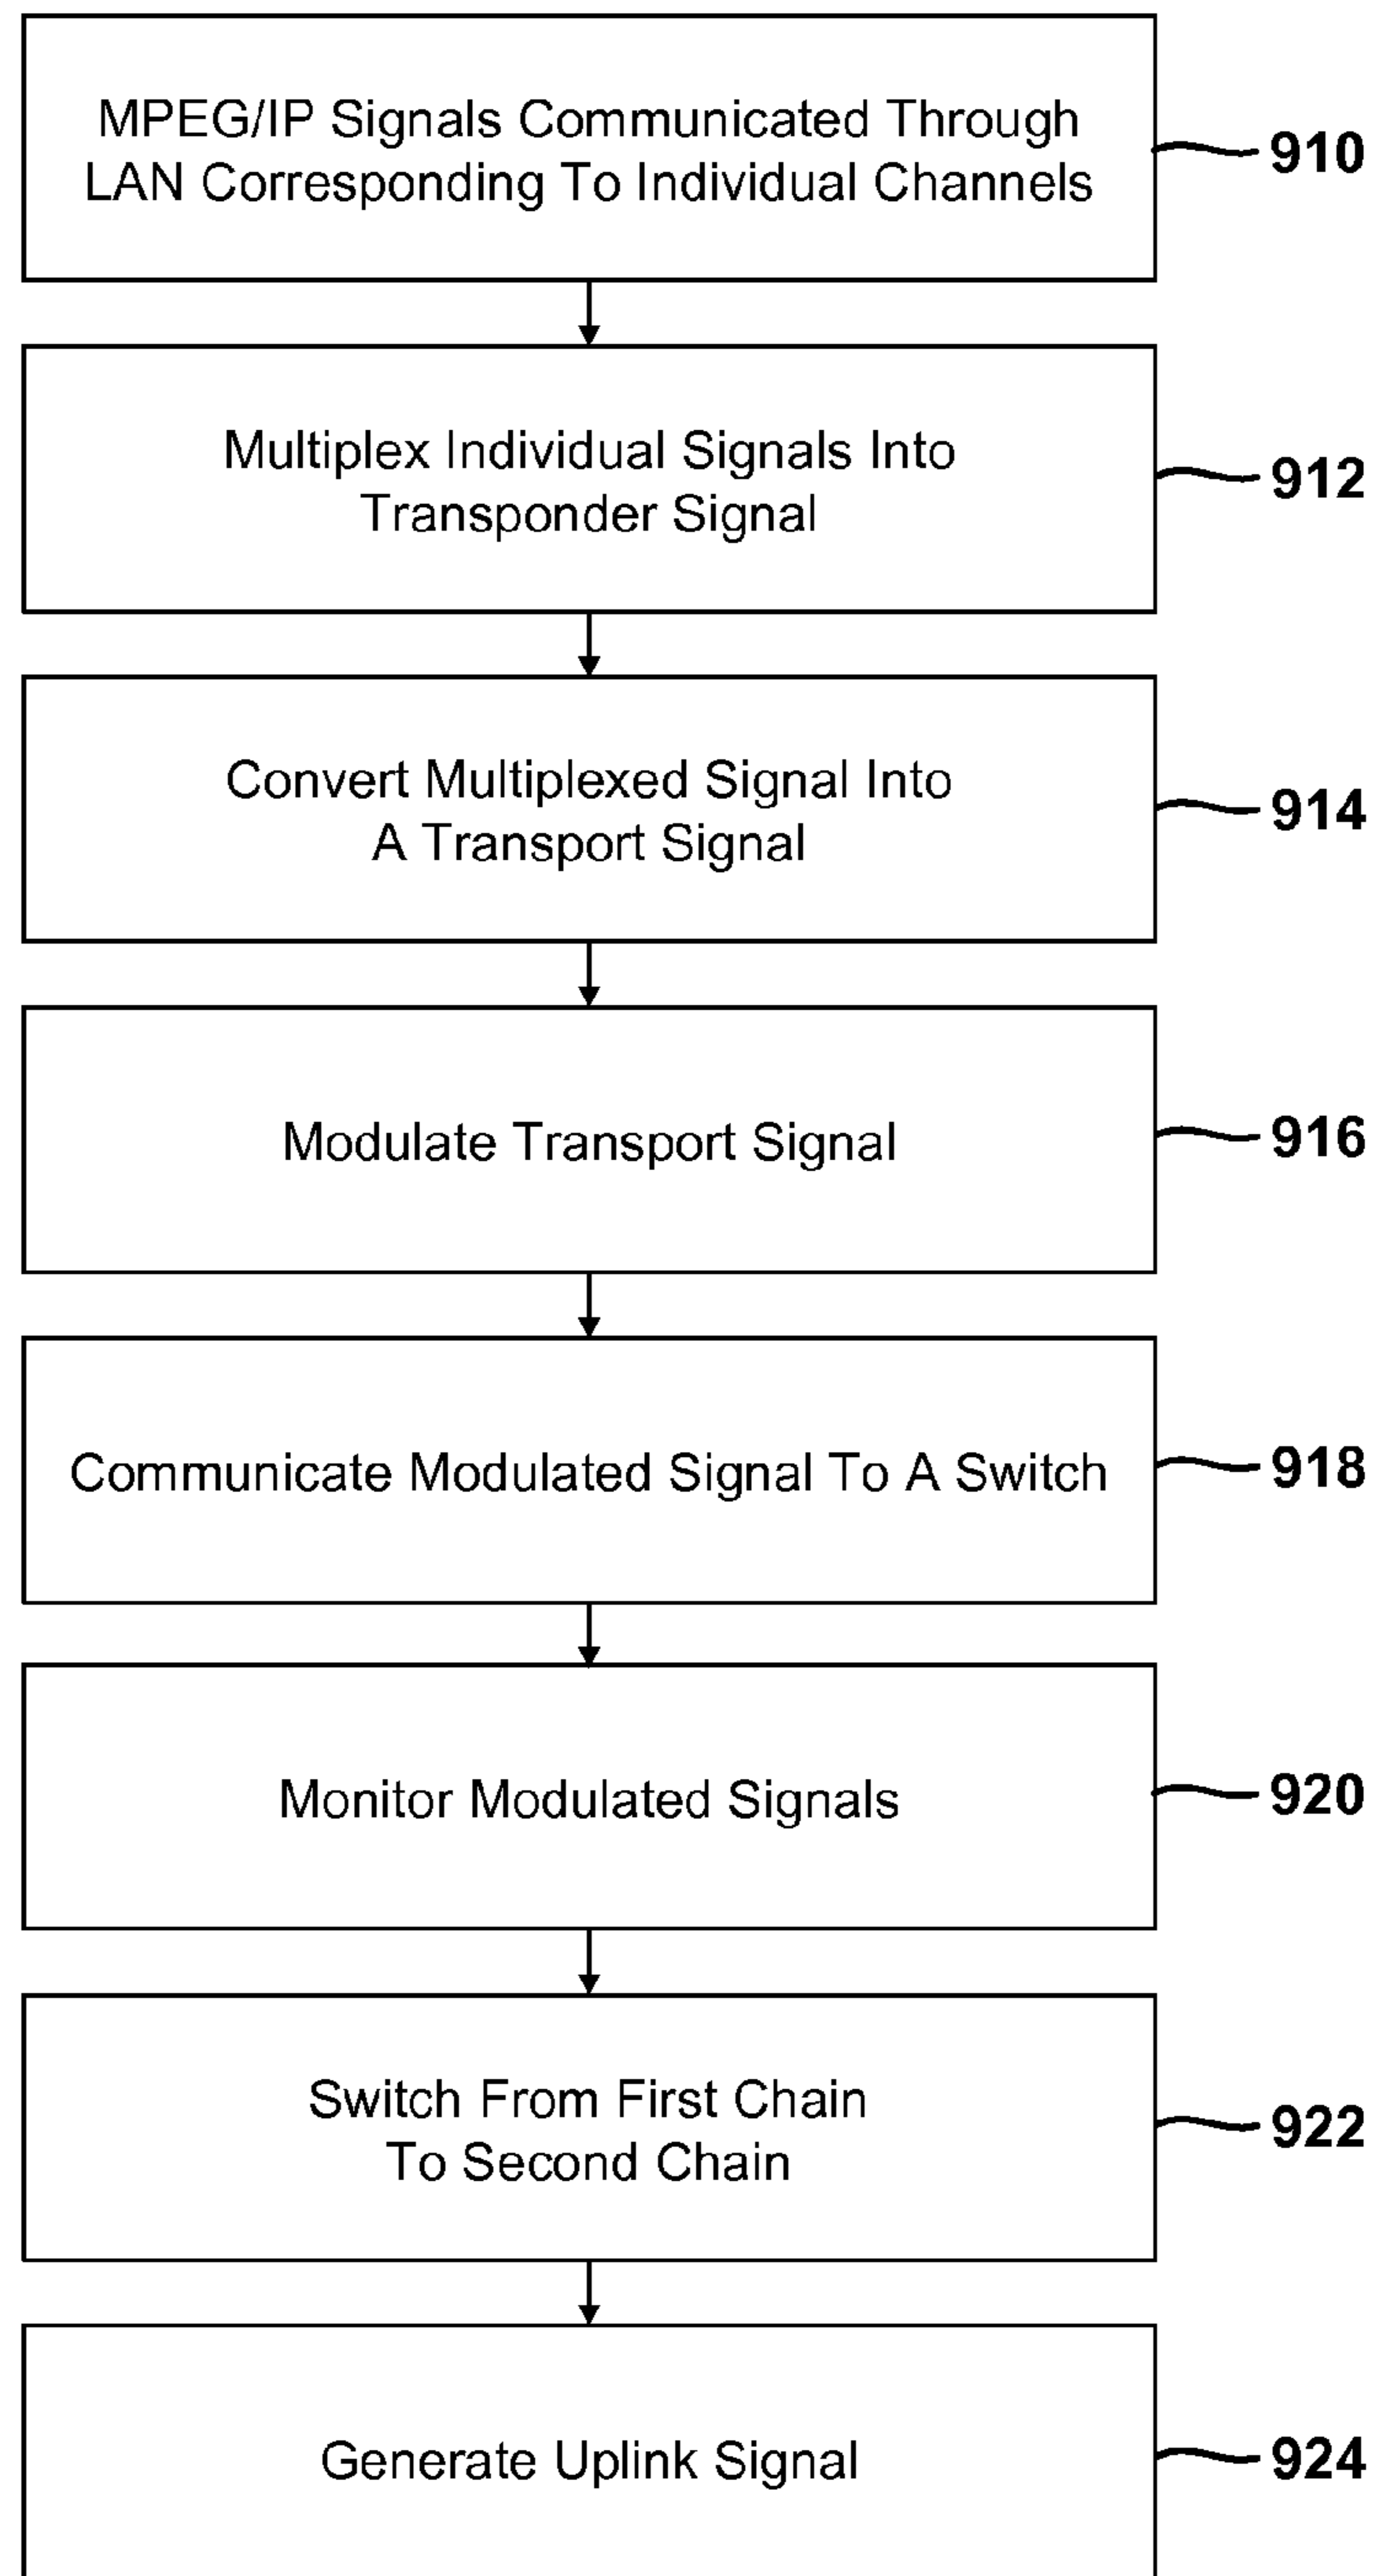 MPEG/IP Signals Communicated Through
LAN Corresponding To Individual Channels
910
Multiplex Individual Signals Into
Transponder Signal
912
Convert Multiplexed Signal Into
A Transport Signal
914
Modulate Transport Signal
916
Communicate Modulated Signal To A Switch
918
Monitor Modulated Signals
920
Switch From First Chain
To Second Chain
922
Generate Uplink Signal
924